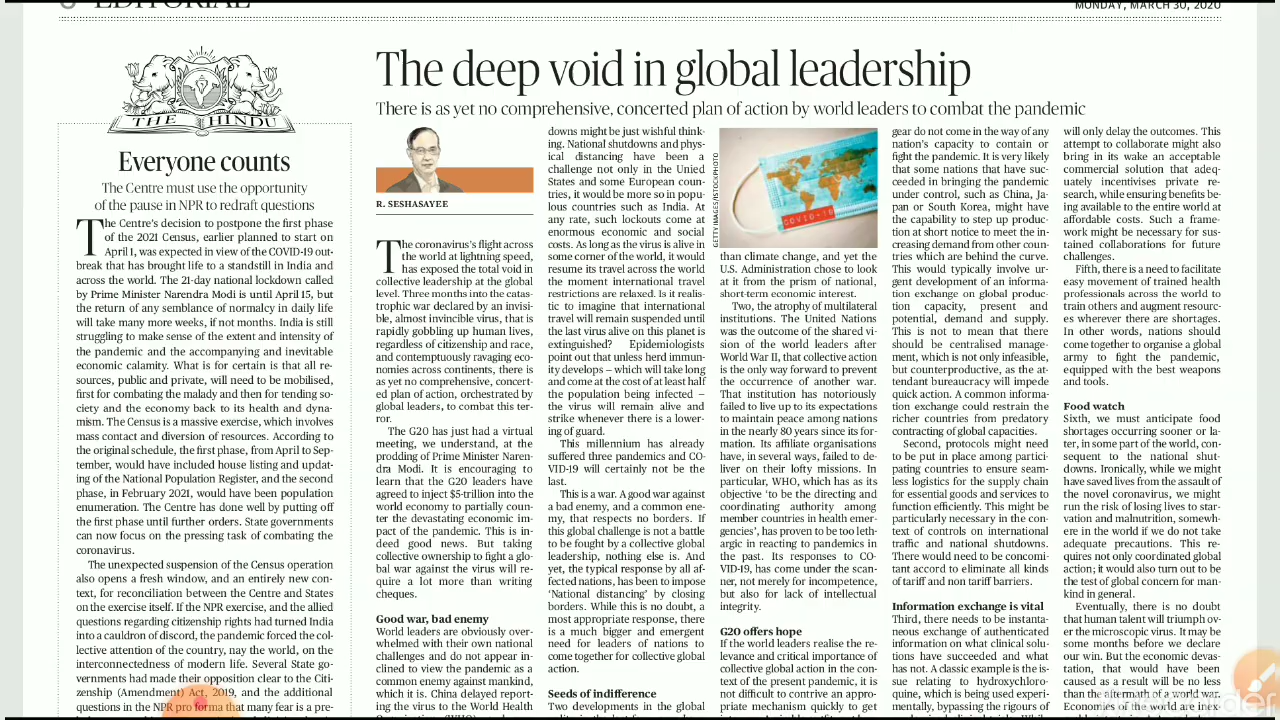 EDITORIAL
MONDAY, MARCH 30, 2020
THE HINDU
Everyone counts
The Centre must use the opportunity
of the pause in NPR to redraft questions
The Centre's decision to postpone the first phase
of the 2021 Census, earlier planned to start on
April 1, was expected in view of the COVID-19 out-
break that has brought life to a standstill in India and
across the world. The 21-day national lockdown called
by Prime Minister Narendra Modi is until April 15, but
the return of any semblance of normalcy in daily life
will take many more weeks, if not months. India is still
struggling to make sense of the extent and intensity of
the pandemic and the accompanying and inevitable
economic calamity. What is for certain is that all re-
sources, public and private, will need to be mobilised,
first for combating the malady and then for tending so-
ciety and the economy back to its health and dyna-
mism. The Census is a massive exercise, which involves
mass contact and diversion of resources. According to
the original schedule, the first phase, from April to Sep-
tember, would have included house listing and updat-
ing of the National Population Register, and the second
phase, in February 2021, would have been population
enumeration. The Centre has done well by putting off
the first phase until further orders. State governments
can now focus on the pressing task of combating the
coronavirus.
The unexpected suspension of the Census operation
also opens a fresh window, and an entirely new con-
text, for reconciliation between the Centre and States
on the exercise itself. If the NPR exercise, and the allied
questions regarding citizenship rights had turned India
into a cauldron of discord, the pandemic forced the col-
lective attention of the country, nay the world, on the
interconnectedness of modern life. Several State go-
vernments had made their opposition clear to the Citi-
zenship (Amendment) Act, 2019, and the additional
questions in the NPR pro forma that many fear is a pre-
The deep void in global leadership
There is as yet no comprehensive, concerted plan of action by world leaders to combat the pandemic
R. SESHASAYEE
The coronavirus's flight across
the world at lightning speed,
has exposed the total void in
collective leadership at the global
level. Three months into the catas-
trophic war declared by an invisi-
ble, almost invincible virus, that is
rapidly gobbling up human lives,
regardless of citizenship and race,
and contemptuously ravaging eco-
nomies across continents, there is
as yet no comprehensive, concert-
ed plan of action, orchestrated by
global leaders, to combat this ter-
ror.
The G20 has just had a virtual
meeting, we understand, at the
prodding of Prime Minister Naren-
dra Modi. It is encouraging to
learn that the G20 leaders have
agreed to inject $5-trillion into the
world economy to partially coun-
ter the devastating economic im-
pact of the pandemic. This is in-
deed good news. But taking
collective ownership to fight a glo-
bal war against the virus will re-
quire a lot more than writing
cheques.
Good war, bad enemy
World leaders are obviously over-
whelmed with their own national
challenges and do not appear in-
clined to view the pandemic as a
common enemy against mankind,
which it is. China delayed report-
ing the virus to the World Health
downs might be just wishful think-
ing. National shutdowns and phys-
ical distancing have been a
challenge not only in the Unied
States and some European coun-
tries, it would be more so in popu-
lous countries such as India. At
any rate, such lockouts come at
enormous economic and social
costs. As long as the virus is alive in
some corner of the world, it would
resume its travel across the world
the moment international travel
restrictions are relaxed. Is it realis-
tic to imagine that international
travel will remain suspended until
the last virus alive on this planet is
extinguished? Epidemiologists
point out that unless herd immun-
ity develops – which will take long
and come at the cost of at least half
the population being infected –
the virus will remain alive and
strike whenever there is a lower-
ing of guard.
This millennium has already
suffered three pandemics and CO-
VID-19 will certainly not be the
last.
This is a war. A good war against
a bad enemy, and a common ene-
my, that respects no borders. If
this global challenge is not a battle
to be fought by a collective global
leadership, nothing else is. And
yet, the typical response by all af-
fected nations, has been to impose
'National distancing' by closing
borders. While this is no doubt, a
most appropriate response, there
is a much bigger and emergent
need for leaders of nations to
come together for collective global
action.
Seeds of indifference
Two developments in the global
GETTY IMAGES/ISTOCKPHOTO
COVID-19
than climate change, and yet the
U.S. Administration chose to look
at it from the prism of national,
short-term economic interest.
Two, the atrophy of multilateral
institutions. The United Nations
was the outcome of the shared vi-
sion of the world leaders after
World War II, that collective action
is the only way forward to prevent
the occurrence of another war.
That institution has notoriously
failed to live up to its expectations
to maintain peace among nations
in the nearly 80 years since its for-
mation. Its affiliate organisations
have, in several ways, failed to de-
liver on their lofty missions. In
particular, WHO, which has as its
objective 'to be the directing and
coordinating authority among
member countries in health emer-
gencies', has proven to be too leth-
argic in reacting to pandemics in
the past. Its responses to CO-
VID-19, has come under the scan-
ner, not merely for incompetence,
but also for lack of intellectual
integrity.
G20 offers hope
If the world leaders realise the re-
levance and critical importance of
collective global action in the con-
text of the present pandemic, it is
not difficult to contrive an appro-
priate mechanism quickly to get
gear do not come in the way of any
nation's capacity to contain or
fight the pandemic. It is very likely
that some nations that have suc-
ceeded in bringing the pandemic
under control, such as China, Ja-
pan or South Korea, might have
the capability to step up produc-
tion at short notice to meet the in-
creasing demand from other coun-
tries which are behind the curve.
This would typically involve ur-
gent development of an informa-
tion exchange on global produc-
tion capacity, present and
potential, demand and supply.
This is not to mean that there
should be centralised manage-
ment, which is not only infeasible,
but counterproductive, as the at-
tendant bureaucracy will impede
quick action. A common informa-
tion exchange could restrain the
richer countries from predatory
contracting of global capacities.
Second, protocols might need
to be put in place among partici-
pating countries to ensure seam-
less logistics for the supply chain
for essential goods and services to
function efficiently. This might be
particularly necessary in the con-
text of controls on international
traffic and national shutdowns.
There would need to be concomi-
tant accord to eliminate all kinds
of tariff and non tariff barriers.
Information exchange is vital
Third, there needs to be instanta-
neous exchange of authenticated
information on what clinical solu-
tions have succeeded and what
has not. A classic example is the is-
sue relating to hydroxychloro-
quine, which is being used experi-
mentally, bypassing the rigours of
will only delay the outcomes. This
attempt to collaborate might also
bring in its wake an acceptable
commercial solution that adequ-
ately incentivises private re-
search, while ensuring benefits be-
ing available to the entire world at
affordable costs. Such a frame-
work might be necessary for sus-
tained collaborations for future
challenges.
Fifth, there is a need to facilitate
easy movement of trained health
professionals across the world to
train others and augment resourc-
es wherever there are shortages.
In other words, nations should
come together to organise a global
army to fight the pandemic,
equipped with the best weapons
and tools.
Food watch
Sixth, we must anticipate food
shortages occurring sooner or la-
ter, in some part of the world, con-
sequent to the national shut-
downs. Ironically, while we might
have saved lives from the assault of
the novel coronavirus, we might
run the risk of losing lives to star-
vation and malnutrition, somewh-
ere in the world if we do not take
adequate precautions. This re-
quires not only coordinated global
action; it would also turn out to be
the test of global concern for man-
kind in general.
Eventually, there is no doubt
that human talent will triumph ov-
er the microscopic virus. It may be
some months before we declare
our win. But the economic devas-
tation, that would have been
caused as a result will be no less
than the aftermath of a world war.
Economies of the world are inter